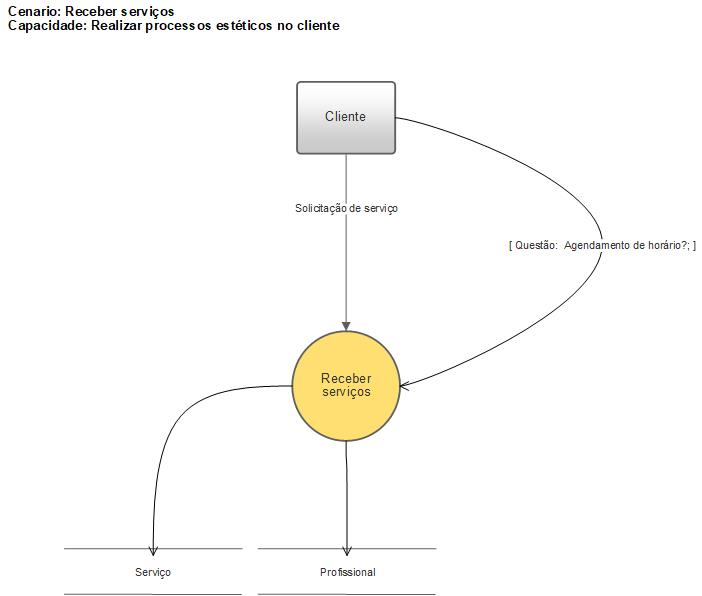 Cenario: Receber serviços
Capacidade: Realizar processos estéticos no cliente
Cliente
Solicitação de serviço
[ Questão:  Agendamento de horário?; ]
Receber
serviços
Serviço
Profissional